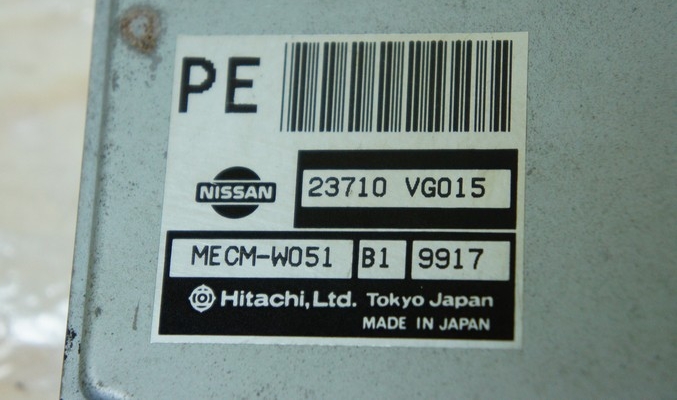 PE
NISSAN
23710 VG015
MECM-W051 B1 9917
Hitachi, Ltd. Tokyo Japan
MADE IN JAPAN